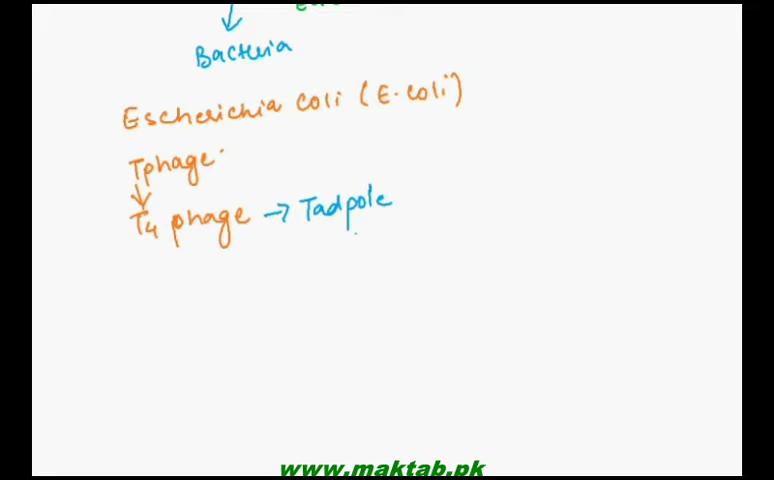 Bacteria
Escherichia coli (E.coli)
Tphage
T4 phage → Tadpole
www.maktab.pk